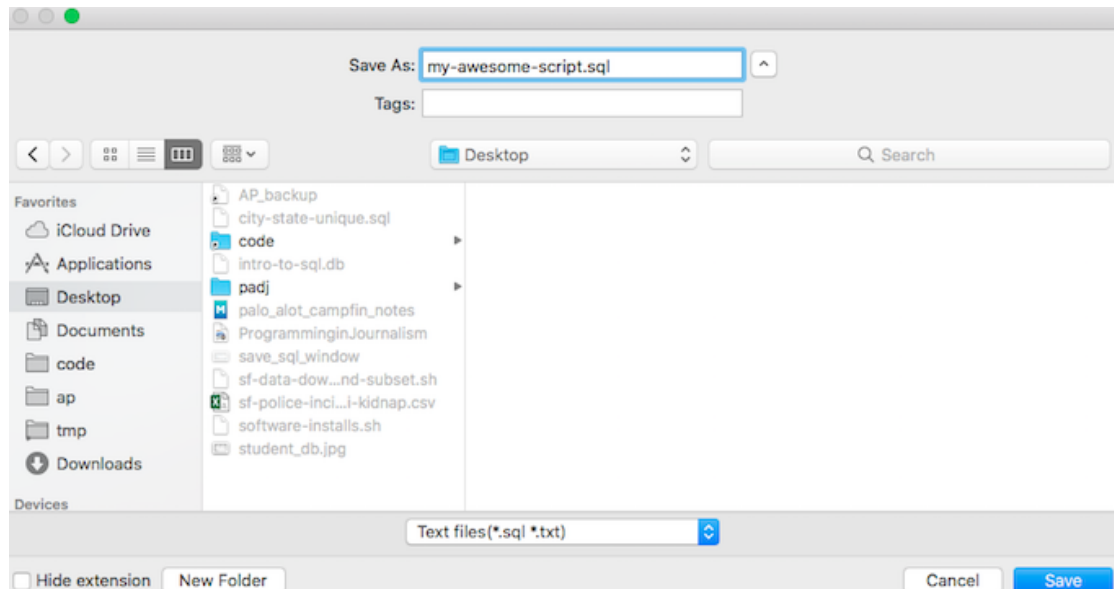 Save As: my-awesome-script.sql
Tags:
Desktop
Search
Favorites
iCloud Drive
Applications
Desktop
Documents
code
ap
tmp
Downloads
Devices
AP_backup
city-state-unique.sql
code
intro-to-sql.db
padj
palo_alot_campfin_notes
ProgramminginJournalism
save_sql_window
sf-data-dow...nd-subset.sh
sf-police-inci...i-kidnap.csv
software-installs.sh
student_db.jpg
Text files(*.sql *.txt)
Hide extension New Folder Cancel Save